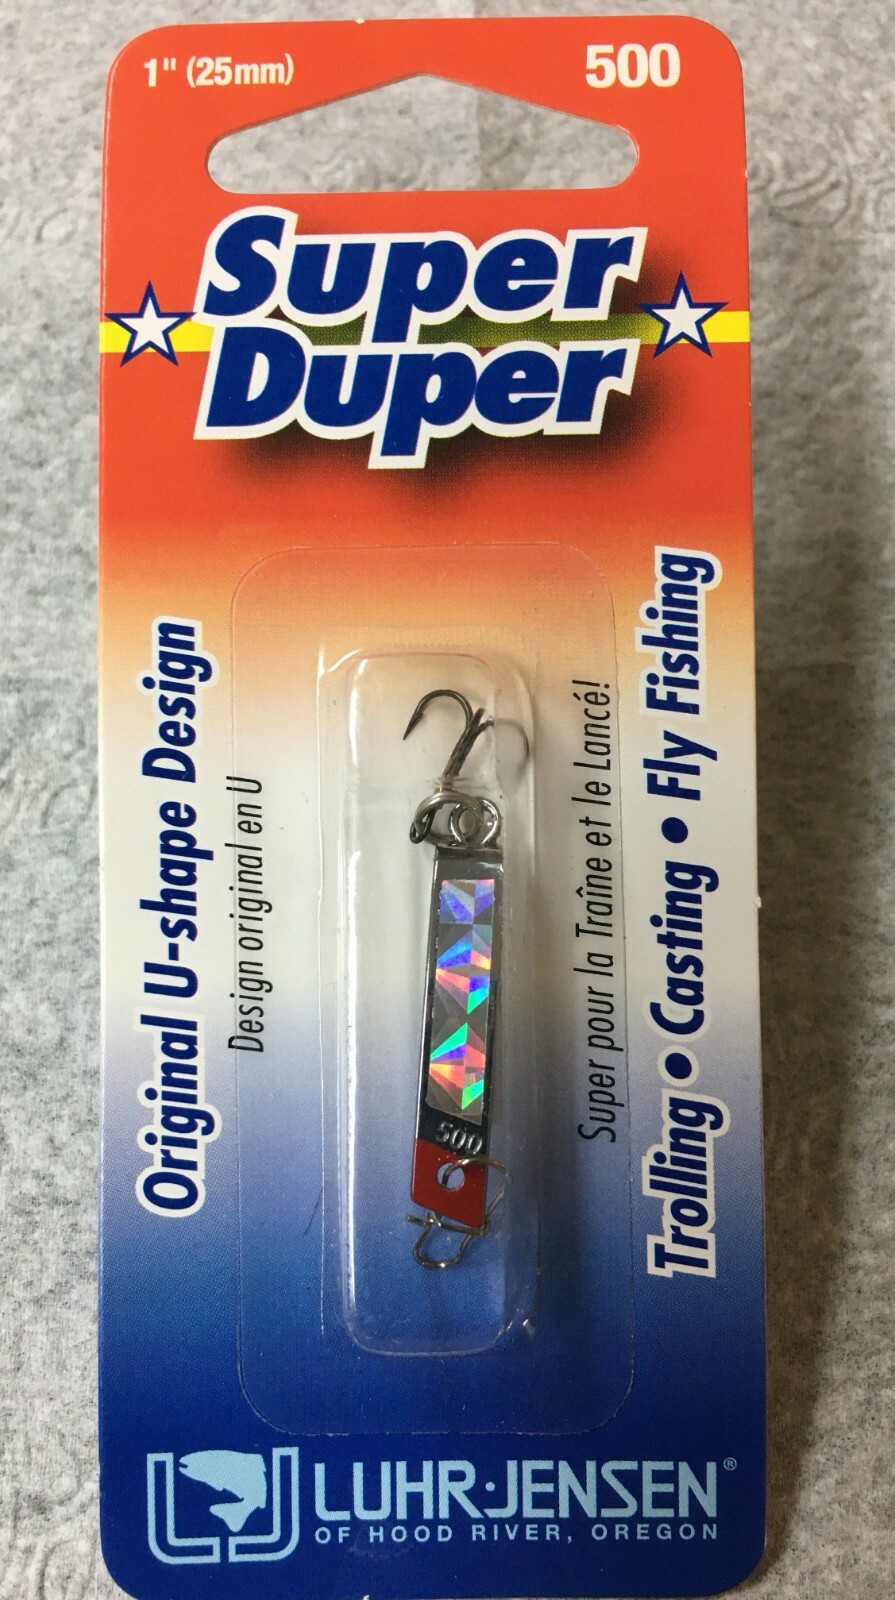 1" (25mm)
500
Super
Duper
Original U-shape Design
Design original en U
Super pour la Traîne et le Lancé!
Trolling • Casting • Fly Fishing
500
LUHR·JENSEN®
OF HOOD RIVER, OREGON